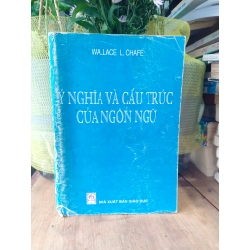 WALLACE L. CHAFE
Ý NGHĨA VÀ CẤU TRÚC
CỦA NGÔN NGỮ
NHÀ XUẤT BẢN GIÁO DỤC